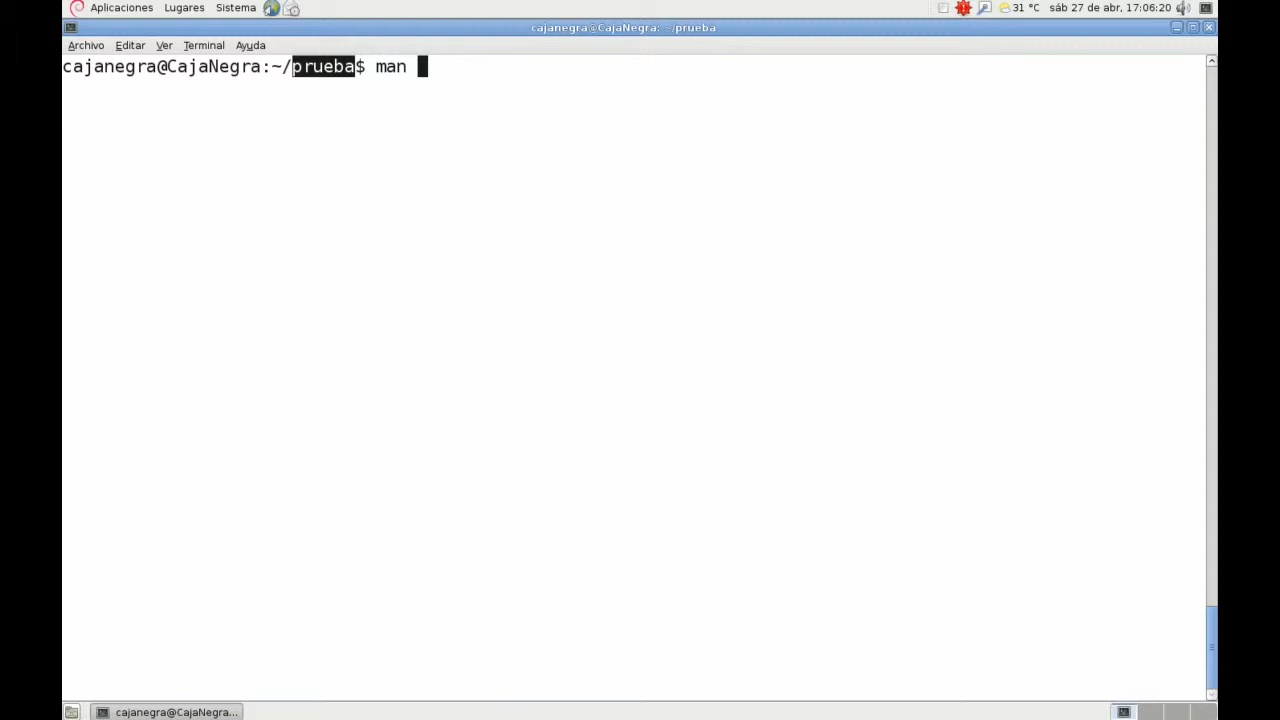 Aplicaciones Lugares Sistema 31 °C sáb 27 de abr, 17:06:20
cajanegra@CajaNegra: ~/prueba
Archivo Editar Ver Terminal Ayuda
cajanegra@CajaNegra:~/prueba$ man
cajanegra@CajaNegra...